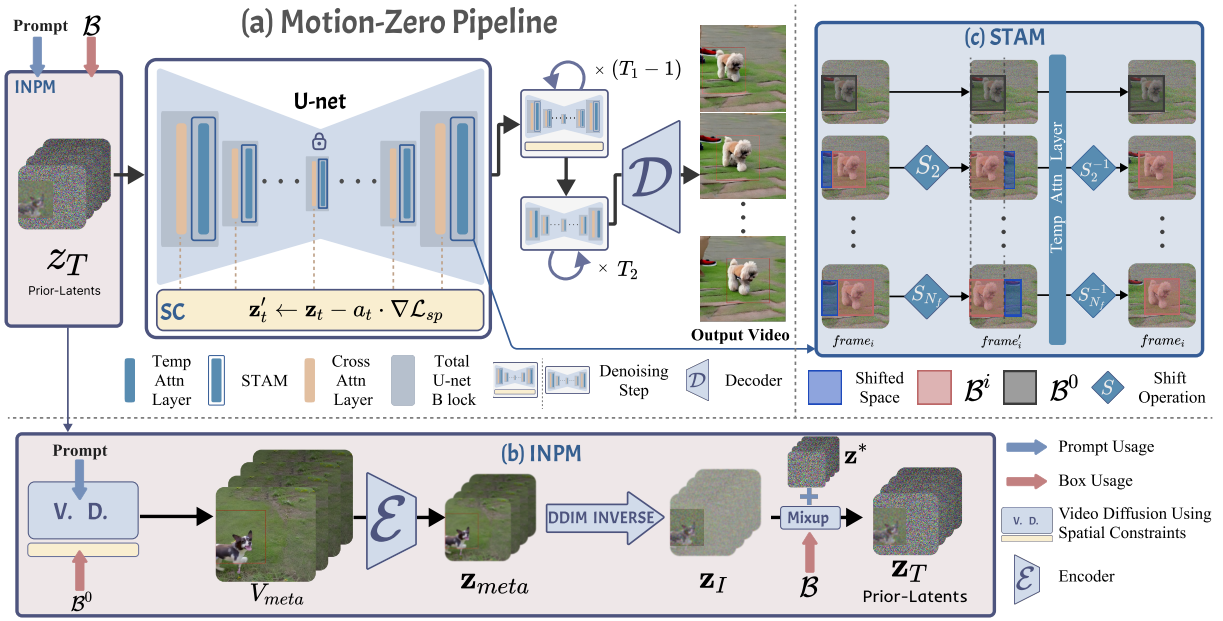 (a) Motion-Zero Pipeline
Prompt
ℬ
INPM
z_T
Prior-Latents
U-net
SC
z′_t ← z_t − a_t · ∇ℒ_sp
× (T_1 − 1)
× T_2
𝒟
Output Video
Temp
Attn
Layer
STAM
Cross
Attn
Layer
Total
U-net
B lock
Denoising
Step
𝒟
Decoder
(c) STAM
S_2
S_2^{-1}
S_{N_f}
S_{N_f}^{-1}
Temp Attn Layer
frame_i
frame′_i
frame_i
Shifted
Space
ℬ^i
ℬ^0
S
Shift
Operation
(b) INPM
Prompt
V. D.
ℬ^0
V_meta
ℰ
z_meta
DDIM INVERSE
z_I
z*
+
Mixup
ℬ
z_T
Prior-Latents
Prompt Usage
Box Usage
V. D.
Video Diffusion Using
Spatial Constraints
ℰ
Encoder